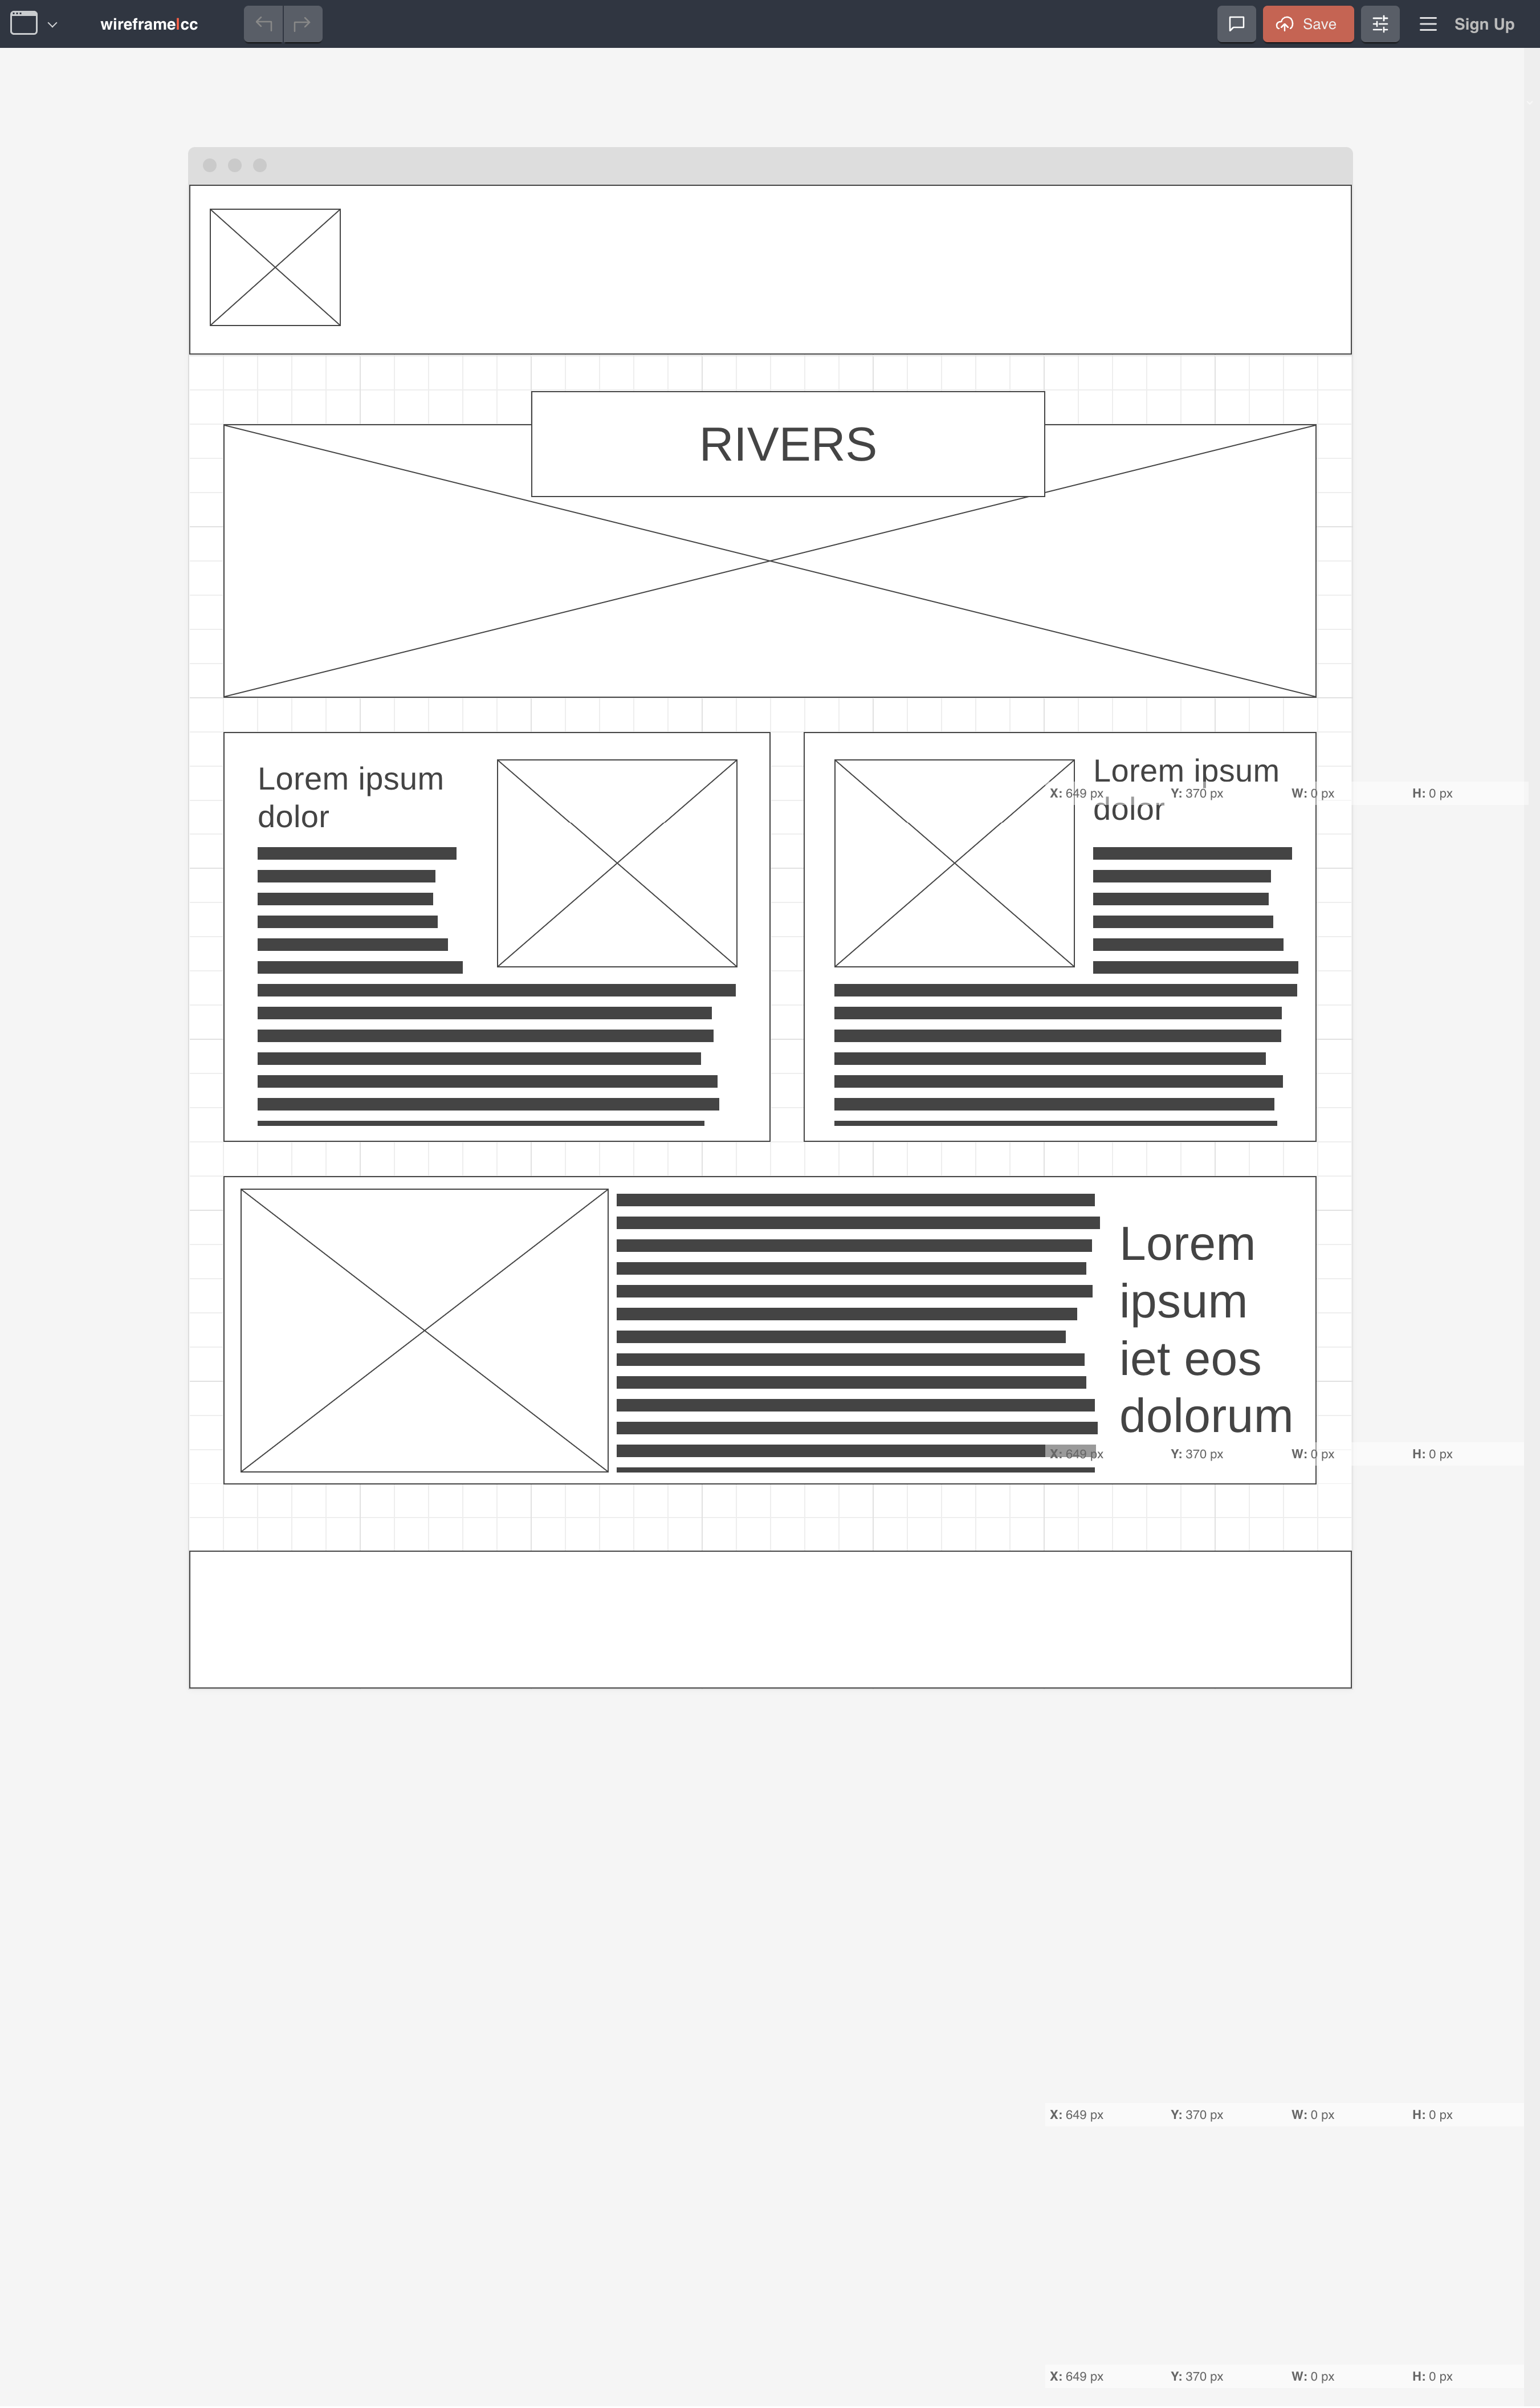 wireframe|cc
Save
Sign Up
RIVERS
Lorem ipsum
dolor
Lorem ipsum
dolor
X: 649 px Y: 370 px W: 0 px H: 0 px
Lorem
ipsum
iet eos
dolorum
X: 649 px Y: 370 px W: 0 px H: 0 px
X: 649 px Y: 370 px W: 0 px H: 0 px
X: 649 px Y: 370 px W: 0 px H: 0 px